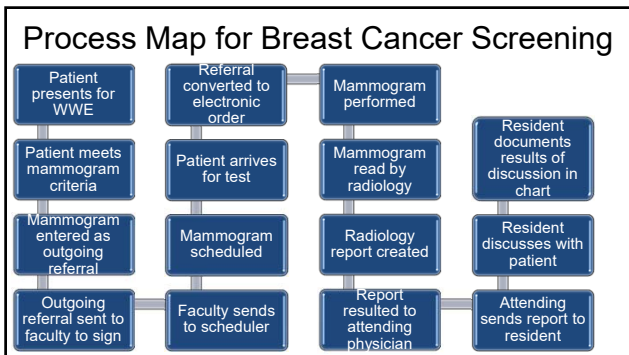 Process Map for Breast Cancer Screening
Patient
presents for
WWE
Patient meets
mammogram
criteria
Mammogram
entered as
outgoing
referral
Outgoing
referral sent to
faculty to sign
Faculty sends
to scheduler
Mammogram
scheduled
Patient arrives
for test
Referral
converted to
electronic
order
Mammogram
performed
Mammogram
read by
radiology
Radiology
report created
Report
resulted to
attending
physician
Attending
sends report to
resident
Resident
discusses with
patient
Resident
documents
results of
discussion in
chart